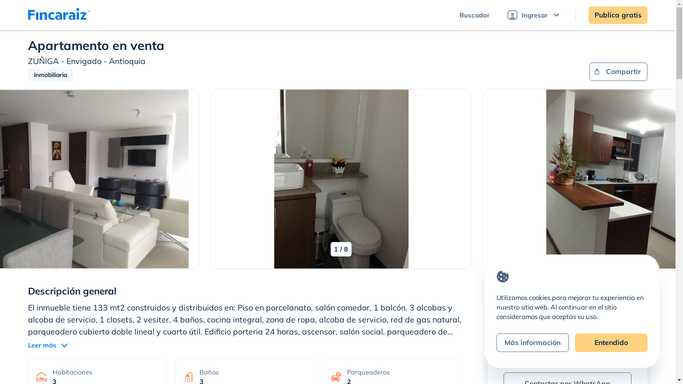 Fincaraiz
Buscador
Ingresar
Publica gratis
Apartamento en venta
ZUÑIGA - Envigado - Antioquia
Inmobiliaria
Compartir
1 / 8
Descripción general
El inmueble tiene 133 mt2 construidos y distribuidos en: Piso en porcelanato, salón comedor, 1 balcón, 3 alcobas y
alcoba de servicio, 1 closets, 2 vesiter, 4 baños, cocina integral, zona de ropa, alcoba de servicio, red de gas natural,
parqueadero cubierto doble lineal y cuarto útil. Edificio porteria 24 horas, ascensor, salón social, parqueadero de...
Leer más
Habitaciones
3
Baños
3
Parqueaderos
2
Utilizamos cookies para mejorar tu experiencia en
nuestro sitio web. Al continuar en el sitio
consideramos que aceptas su uso.
Más información
Entendido
Contactar por WhatsApp